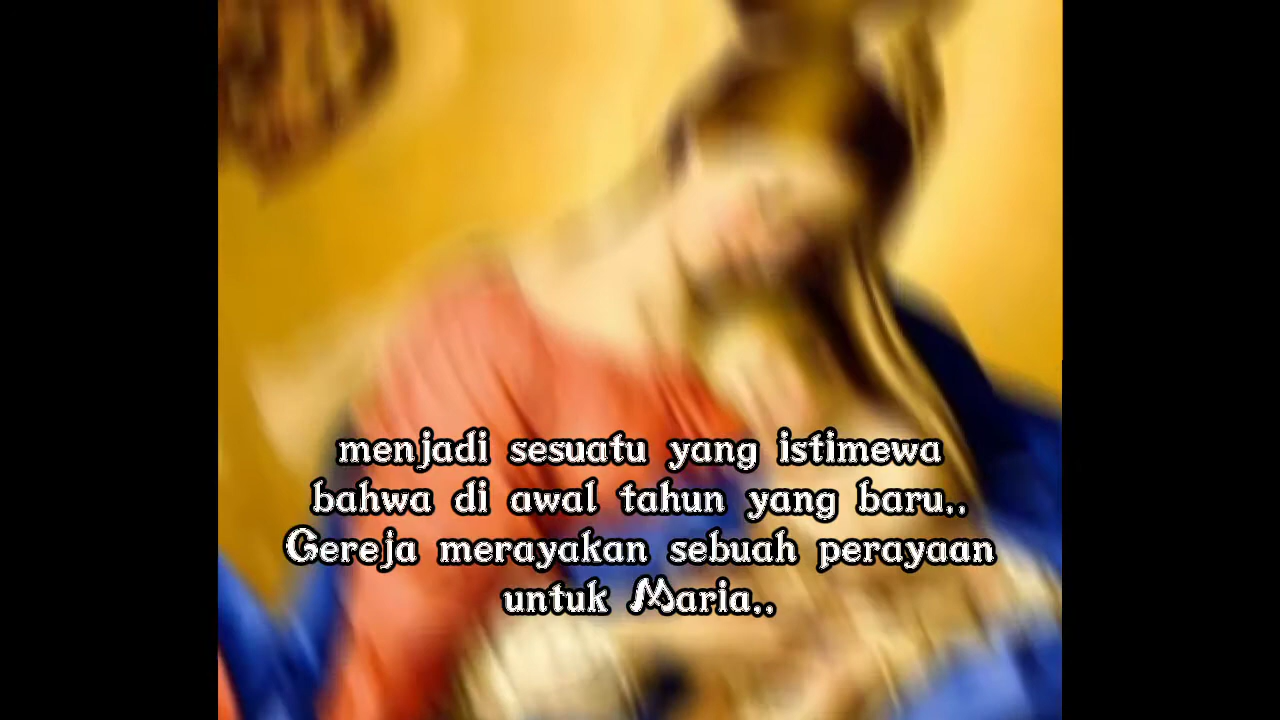 menjadi sesuatu yang istimewa
bahwa di awal tahun yang baru..
Gereja merayakan sebuah perayaan
untuk Maria..